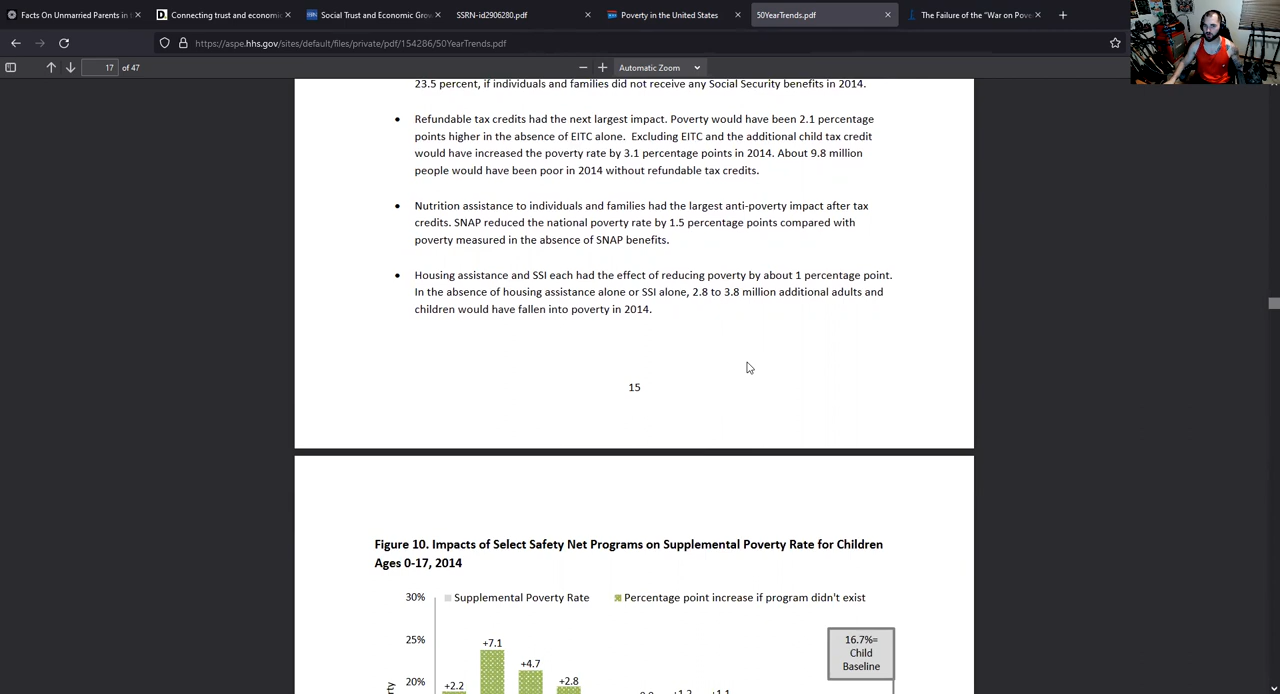 Facts On Unmarried Parents in t
Connecting trust and economic
Social Trust and Economic Grow
SSRN-id2906280.pdf
Poverty in the United States
50YearTrends.pdf
The Failure of the "War on Pove
https://aspe.hhs.gov/sites/default/files/private/pdf/154286/50YearTrends.pdf
17 of 47
Automatic Zoom
23.5 percent, if individuals and families did not receive any Social Security benefits in 2014.
• Refundable tax credits had the next largest impact. Poverty would have been 2.1 percentage
points higher in the absence of EITC alone. Excluding EITC and the additional child tax credit
would have increased the poverty rate by 3.1 percentage points in 2014. About 9.8 million
people would have been poor in 2014 without refundable tax credits.
• Nutrition assistance to individuals and families had the largest anti-poverty impact after tax
credits. SNAP reduced the national poverty rate by 1.5 percentage points compared with
poverty measured in the absence of SNAP benefits.
• Housing assistance and SSI each had the effect of reducing poverty by about 1 percentage point.
In the absence of housing assistance alone or SSI alone, 2.8 to 3.8 million additional adults and
children would have fallen into poverty in 2014.
15
Figure 10. Impacts of Select Safety Net Programs on Supplemental Poverty Rate for Children
Ages 0-17, 2014
30%
Supplemental Poverty Rate
Percentage point increase if program didn't exist
25%
+7.1
16.7%=
Child
Baseline
+4.7
20%
+2.2
+2.8
+1.1